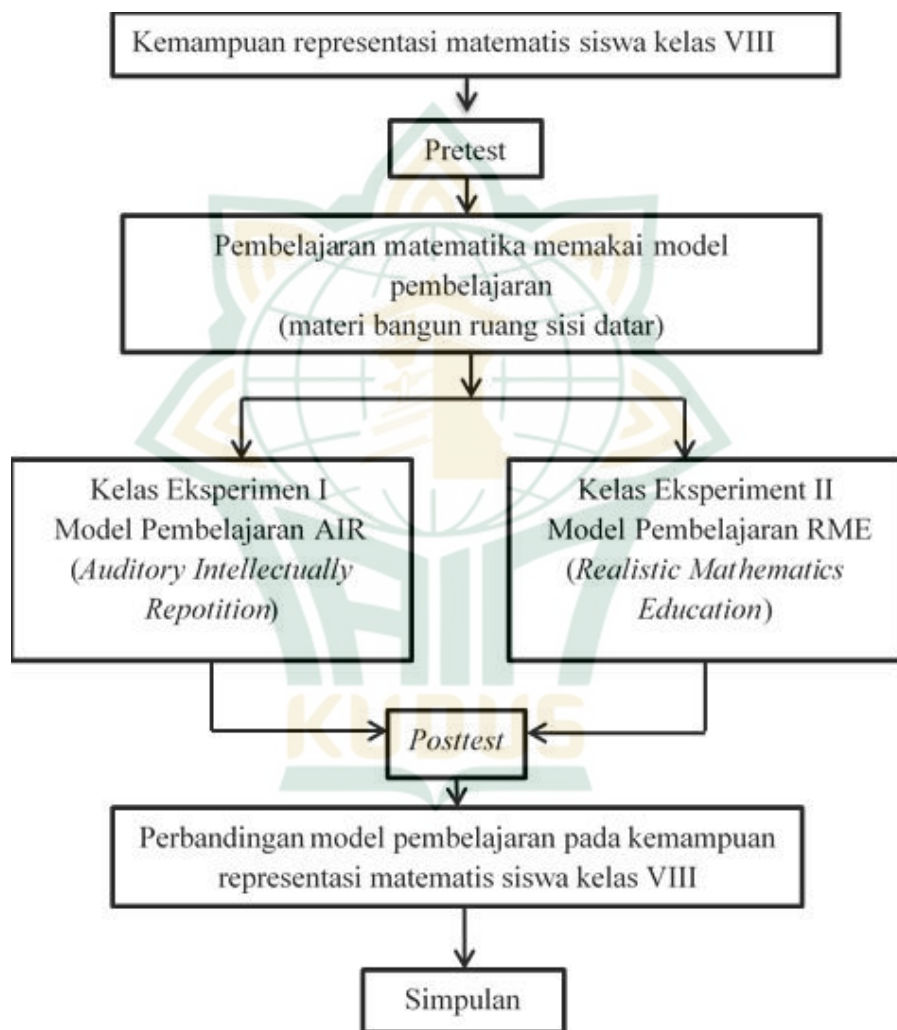 Kemampuan representasi matematis siswa kelas VIII
Pretest
Pembelajaran matematika memakai model
pembelajaran
(materi bangun ruang sisi datar)
Kelas Eksperimen I
Model Pembelajaran AIR
(Auditory Intellectually
Repotition)
Kelas Eksperiment II
Model Pembelajaran RME
(Realistic Mathematics
Education)
KUDUS
Posttest
Perbandingan model pembelajaran pada kemampuan
representasi matematis siswa kelas VIII
Simpulan